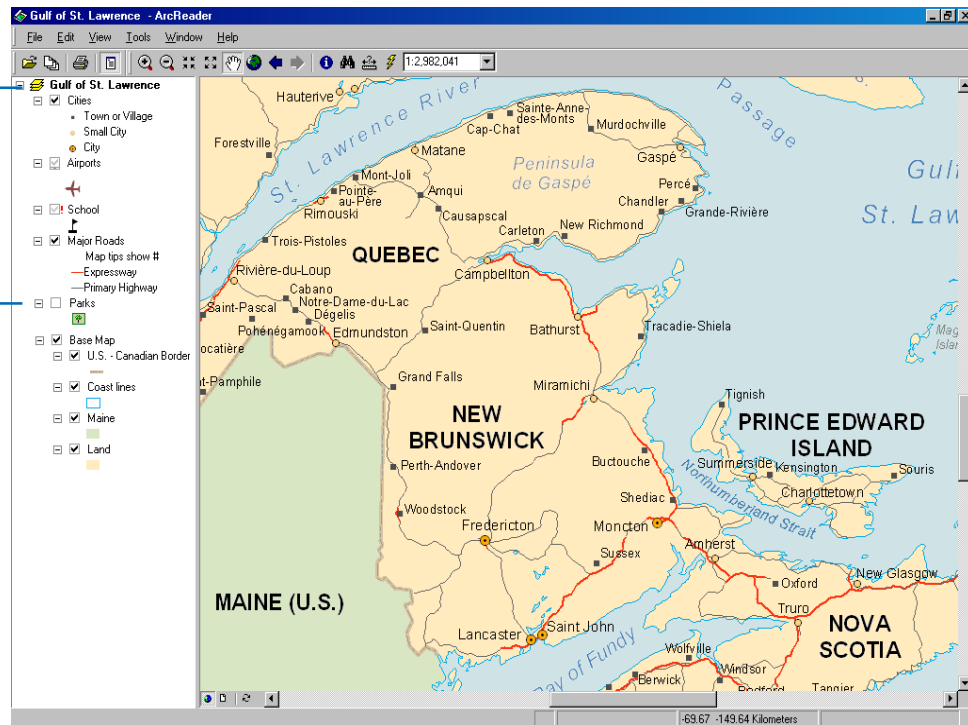 Gulf of St. Lawrence - ArcReader
File Edit View Tools Window Help
1:2,982,041
Gulf of St. Lawrence
Cities
Town or Village
Small City
City
Airports
! School
Major Roads
Map tips show #
Expressway
Primary Highway
Parks
Base Map
U.S. - Canadian Border
Coast lines
Maine
Land
Hauterive
St. Lawrence River
Passage
Forestville
Sainte-Anne-
des-Monts
Cap-Chat
Murdochville
Matane
Gaspé
Peninsula
de Gaspé
Gulf
St. Law
Mont-Joli
Pointe-
au-Père
Rimouski
Amqui
Percé
Chandler
Grande-Rivière
Causapscal
New Richmond
Carleton
Trois-Pistoles
QUEBEC
Campbellton
Rivière-du-Loup
Cabano
Notre-Dame-du-Lac
Dégelis
Saint-Pascal
Pohénégamook
Edmundston
Saint-Quentin
Bathurst
Tracadie-Shiela
Mag
Islan
ocatière
nt-Pamphile
Grand Falls
Miramichi
Tignish
NEW
BRUNSWICK
PRINCE EDWARD
ISLAND
Perth-Andover
Buctouche
Summerside
Kensington
Souris
Charlottetown
Northumberland Strait
Shediac
Woodstock
Fredericton
Moncton
Amherst
Sussex
Oxford
New Glasgow
MAINE (U.S.)
Truro
Lancaster
Saint John
NOVA
SCOTIA
Bay of Fundy
Wolfville
Windsor
Berwick
Bedford
Tangier
-69.67 -149.64 Kilometers